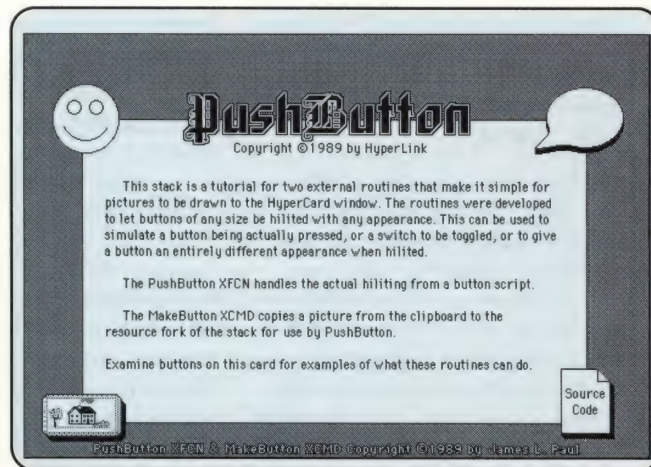 PushButton
Copyright ©1989 by HyperLink
This stack is a tutorial for two external routines that make it simple for
pictures to be drawn to the HyperCard window. The routines were developed
to let buttons of any size be hilited with any appearance. This can be used to
simulate a button being actually pressed, or a switch to be toggled, or to give
a button an entirely different appearance when hilited.
The PushButton XFCN handles the actual hiliting from a button script.
The MakeButton XCMD copies a picture from the clipboard to the
resource fork of the stack for use by PushButton.
Examine buttons on this card for examples of what these routines can do.
Source
Code
PushButton XFCN & MakeButton XCMD Copyright ©1989 by James L. Paul